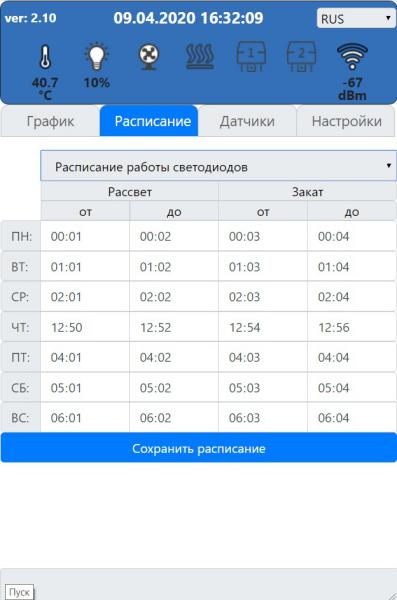 ver: 2.10 09.04.2020 16:32:09 RUS
1 2
40.7 10% -67
°C dBm
График Расписание Датчики Настройки
Расписание работы светодиодов
Рассвет Закат
от до от до
ПН: 00:01 00:02 00:03 00:04
ВТ: 01:01 01:02 01:03 01:04
СР: 02:01 02:02 02:03 02:04
ЧТ: 12:50 12:52 12:54 12:56
ПТ: 04:01 04:02 04:03 04:04
СБ: 05:01 05:02 05:03 05:04
ВС: 06:01 06:02 06:03 06:04
Сохранить расписание
Пуск